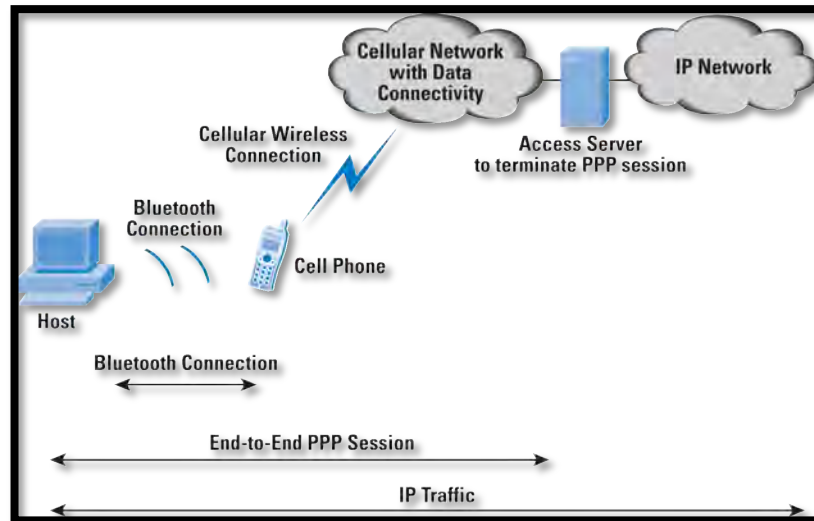 Cellular Network
with Data
Connectivity
IP Network
Cellular Wireless
Connection
Access Server
to terminate PPP session
Bluetooth
Connection
Cell Phone
Host
Bluetooth Connection
End-to-End PPP Session
IP Traffic